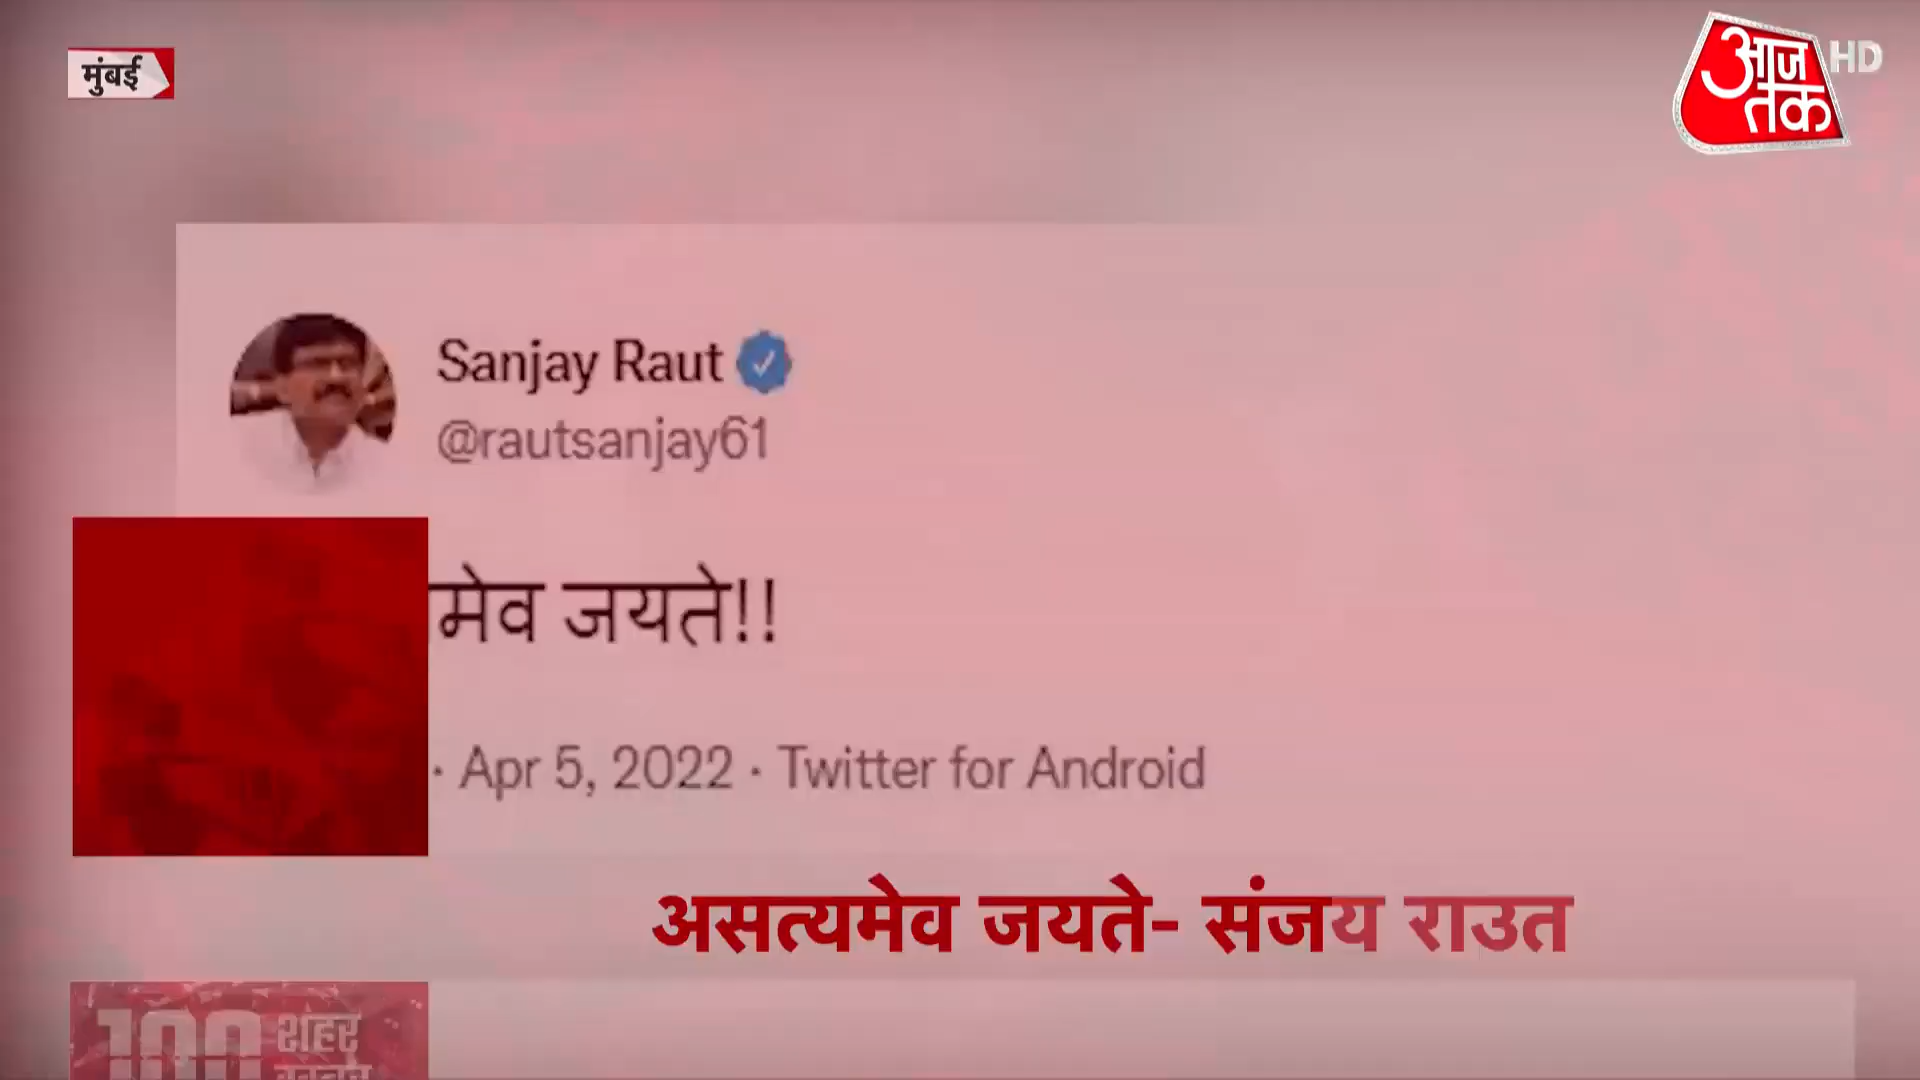 मुंबई
आज
तक
HD
Sanjay Raut
@rautsanjay61
मेव जयते!!
· Apr 5, 2022 · Twitter for Android
असत्यमेव जयते- संजय राउत
100 शहर